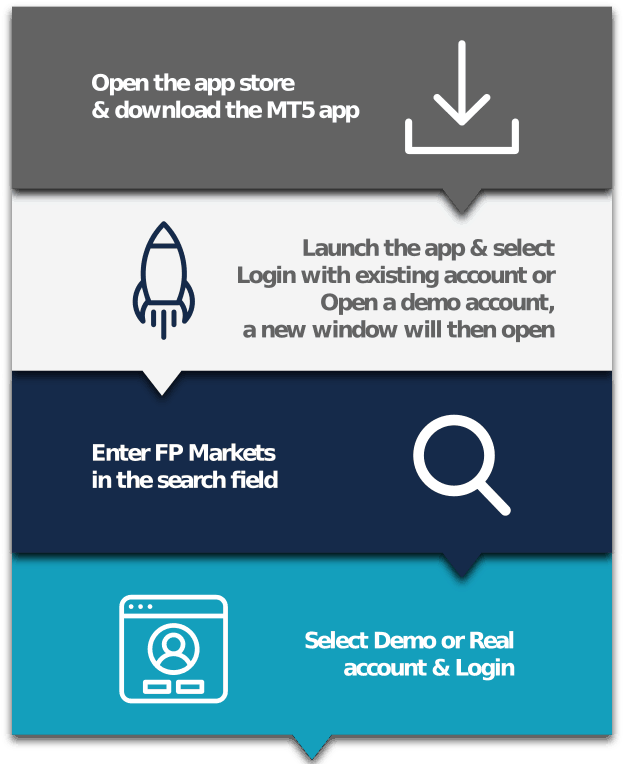 Open the app store
& download the MT5 app
Launch the app & select
Login with existing account or
Open a demo account,
a new window will then open
Enter FP Markets
in the search field
Select Demo or Real
account & Login